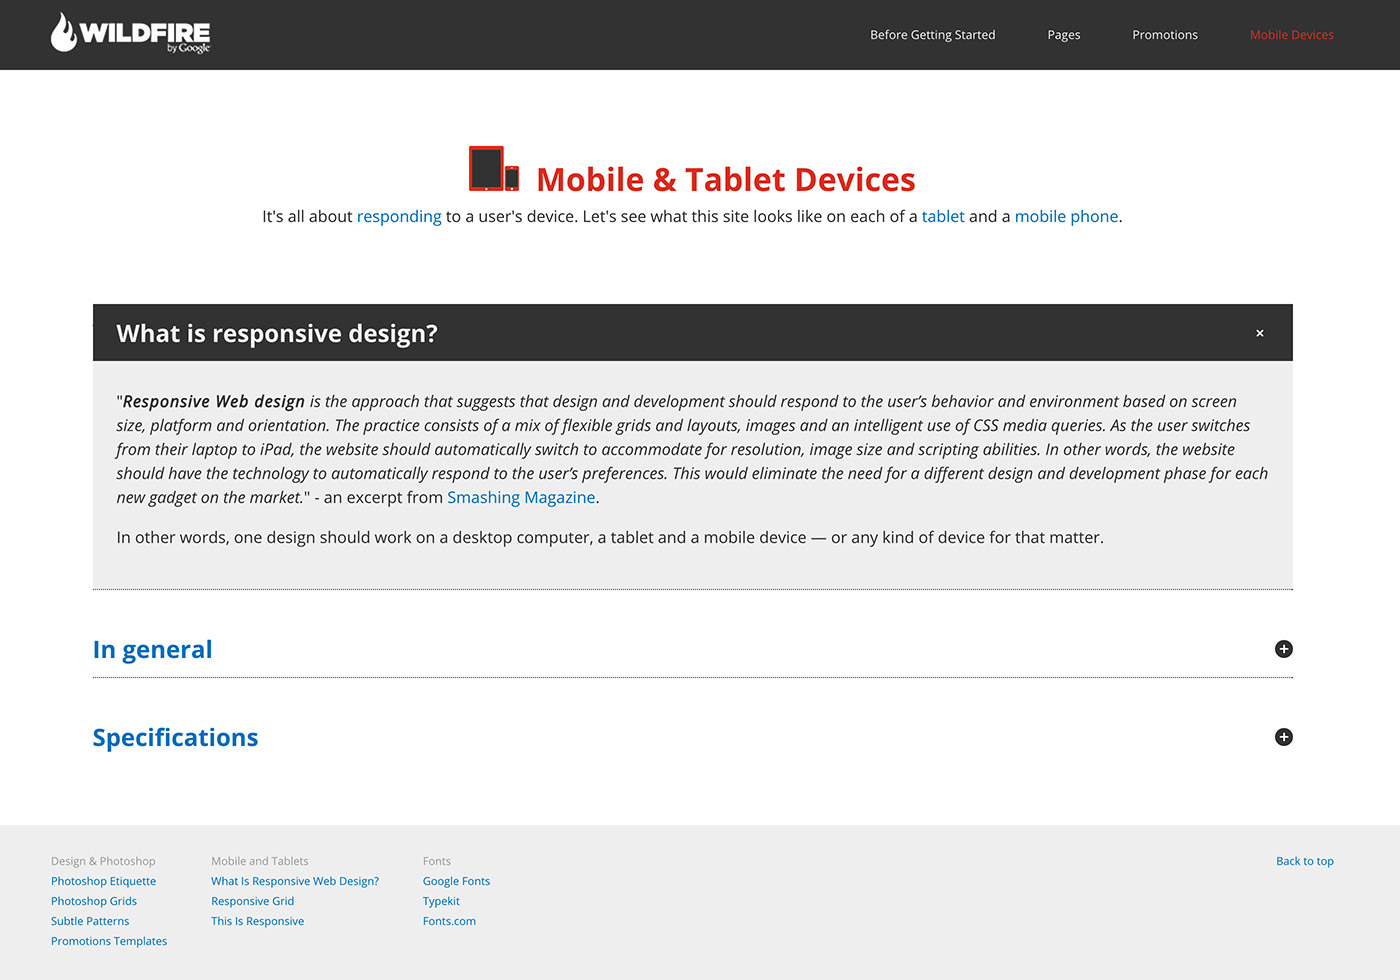 WILDFIRE
by Google
Before Getting Started Pages Promotions Mobile Devices
Mobile & Tablet Devices
It's all about responding to a user's device. Let's see what this site looks like on each of a tablet and a mobile phone.
What is responsive design? ×
"Responsive Web design is the approach that suggests that design and development should respond to the user’s behavior and environment based on screen
size, platform and orientation. The practice consists of a mix of flexible grids and layouts, images and an intelligent use of CSS media queries. As the user switches
from their laptop to iPad, the website should automatically switch to accommodate for resolution, image size and scripting abilities. In other words, the website
should have the technology to automatically respond to the user’s preferences. This would eliminate the need for a different design and development phase for each
new gadget on the market." - an excerpt from Smashing Magazine.
In other words, one design should work on a desktop computer, a tablet and a mobile device — or any kind of device for that matter.
In general
Specifications
Design & Photoshop
Photoshop Etiquette
Photoshop Grids
Subtle Patterns
Promotions Templates
Mobile and Tablets
What Is Responsive Web Design?
Responsive Grid
This Is Responsive
Fonts
Google Fonts
Typekit
Fonts.com
Back to top